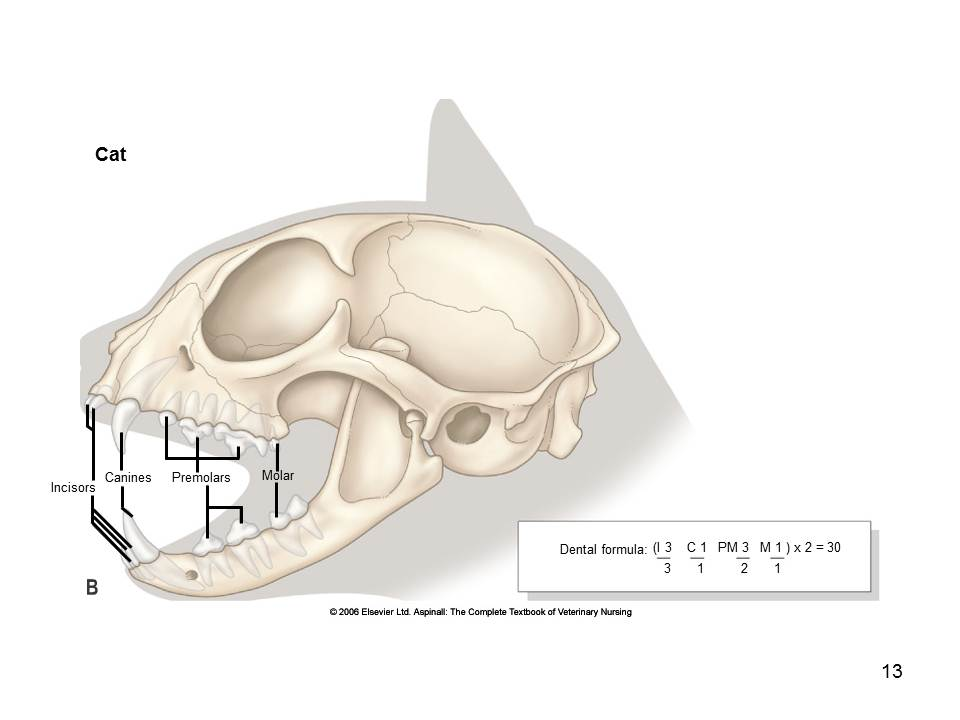 Cat
Canines Premolars Molar
Incisors
Dental formula: (I 3 C 1 PM 3 M 1 ) x 2 = 30
3 1 2 1
B
© 2006 Elsevier Ltd. Aspinall: The Complete Textbook of Veterinary Nursing
13